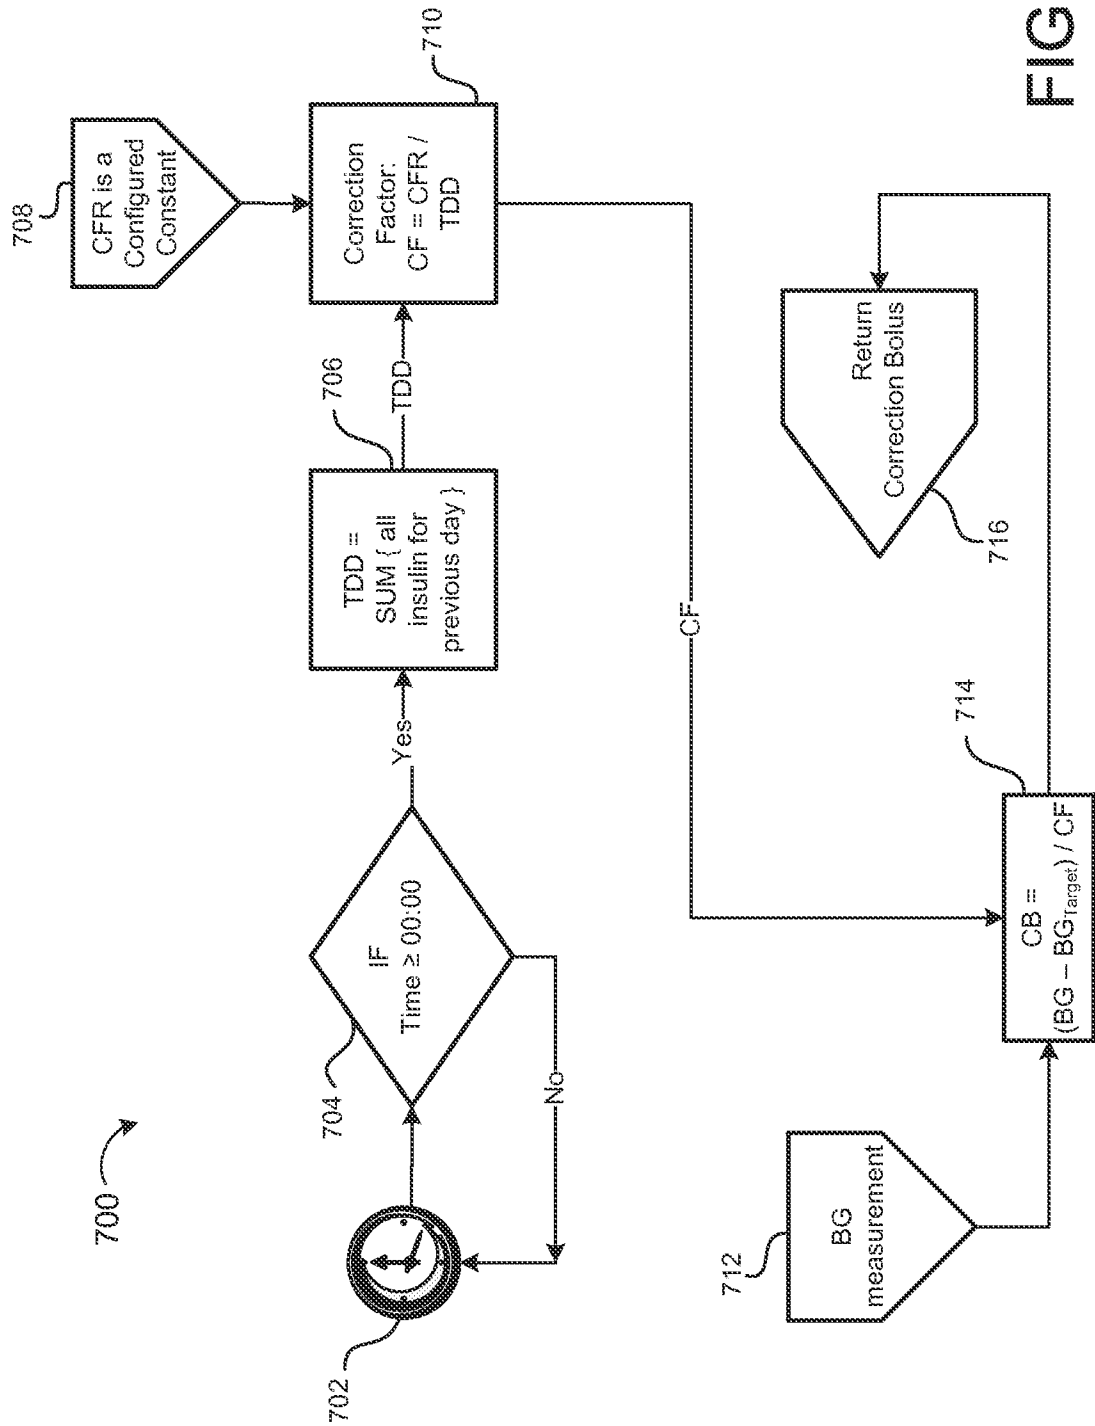 700
702
704
IF
Time ≥ 00:00
No
Yes
706
TDD =
SUM { all
insulin for
previous day }
TDD
708
CFR is a
Configured
Constant
710
Correction
Factor:
CF = CFR /
TDD
CF
712
BG
measurement
714
CB =
(BG – BGTarget) / CF
716
Return
Correction Bolus
FIG